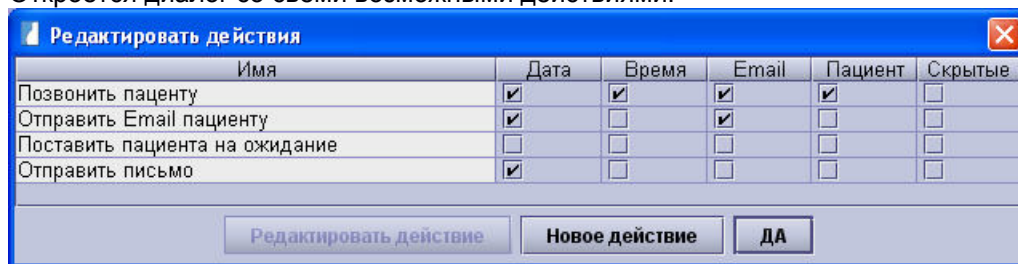 Откроется диалог со всеми возможными действиями.
Редактировать действия
Имя Дата Время Email Пациент Скрытые
Позвонить паценту
Отправить Email пациенту
Поставить пациента на ожидание
Отправить письмо
Редактировать действие Новое действие ДА